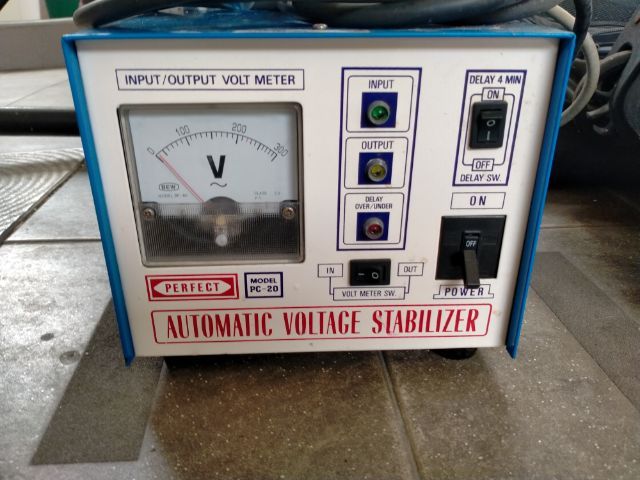 INPUT/OUTPUT VOLT METER
0 100 200 300
V
~
BEW
PERFECT
MODEL
PC-20
INPUT
OUTPUT
DELAY
OVER/UNDER
IN
OUT
VOLT METER SW.
DELAY 4 MIN
ON
OFF
DELAY SW.
ON
OFF
POWER
AUTOMATIC VOLTAGE STABILIZER